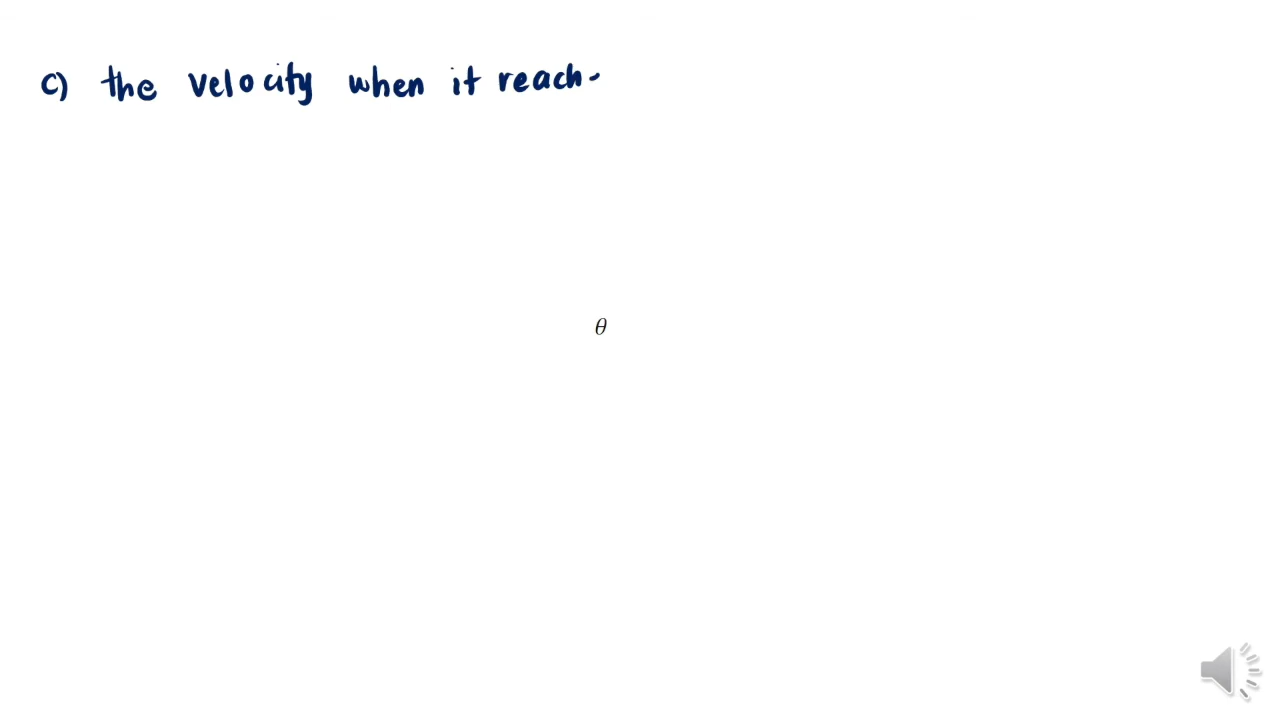 c) the velocity when it reach.
θ